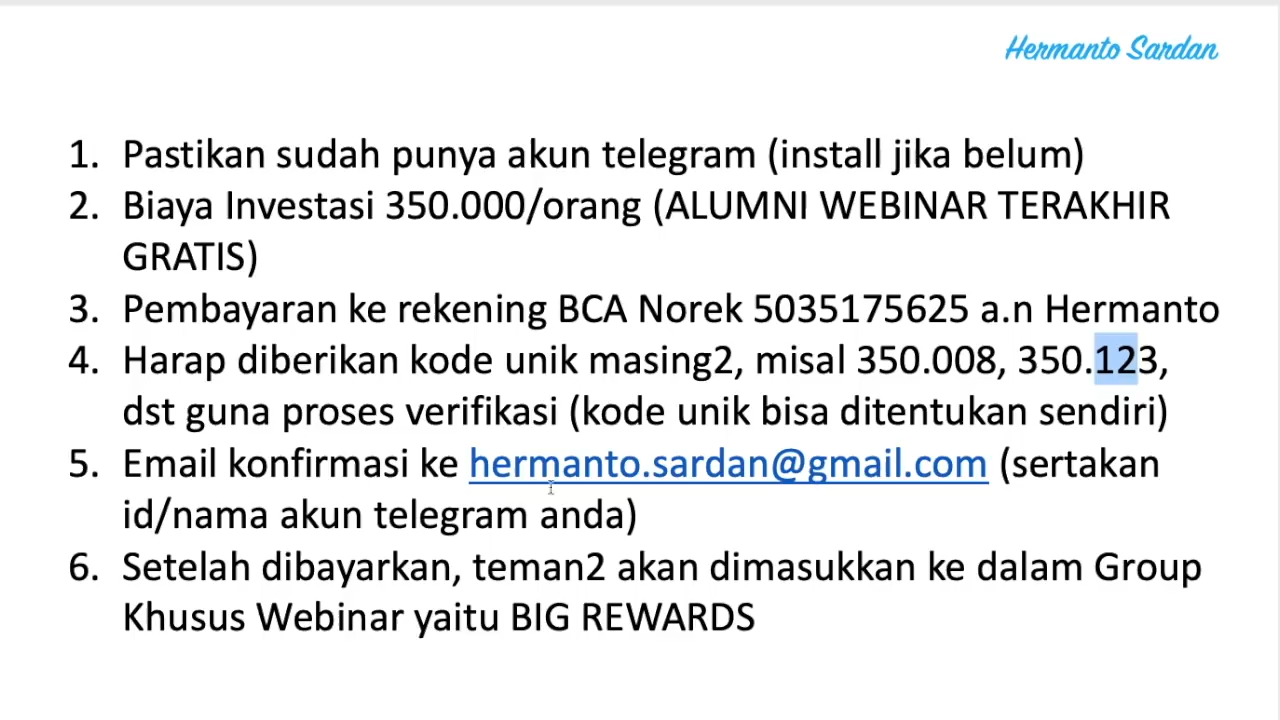 Hermanto Sardan
1. Pastikan sudah punya akun telegram (install jika belum)
2. Biaya Investasi 350.000/orang (ALUMNI WEBINAR TERAKHIR
GRATIS)
3. Pembayaran ke rekening BCA Norek 5035175625 a.n Hermanto
4. Harap diberikan kode unik masing2, misal 350.008, 350.123,
dst guna proses verifikasi (kode unik bisa ditentukan sendiri)
5. Email konfirmasi ke hermanto.sardan@gmail.com (sertakan
id/nama akun telegram anda)
6. Setelah dibayarkan, teman2 akan dimasukkan ke dalam Group
Khusus Webinar yaitu BIG REWARDS